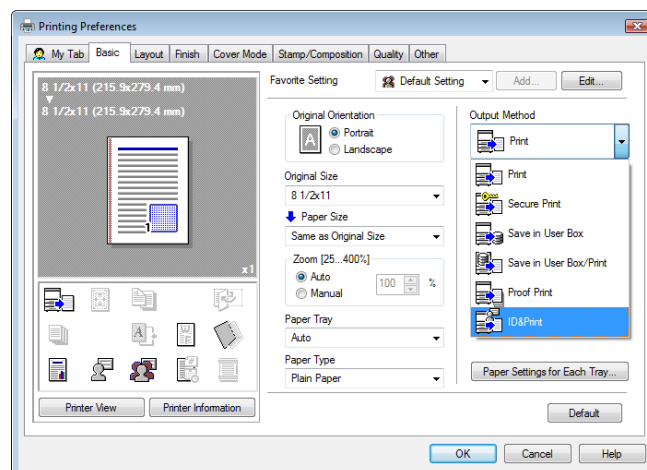 Printing Preferences
My Tab Basic Layout Finish Cover Mode Stamp/Composition Quality Other
8 1/2x11 (215.9x279.4 mm)
8 1/2x11 (215.9x279.4 mm)
1
x1
Printer View Printer Information
Favorite Setting Default Setting Add... Edit...
Original Orientation
A Portrait
Landscape
Original Size
8 1/2x11
Paper Size
Same as Original Size
Zoom [25...400%]
Auto
Manual
100 %
Paper Tray
Auto
Paper Type
Plain Paper
Output Method
Print
Print
Secure Print
Save in User Box
Save in User Box/Print
Proof Print
ID&Print
Paper Settings for Each Tray...
Default
OK Cancel Help